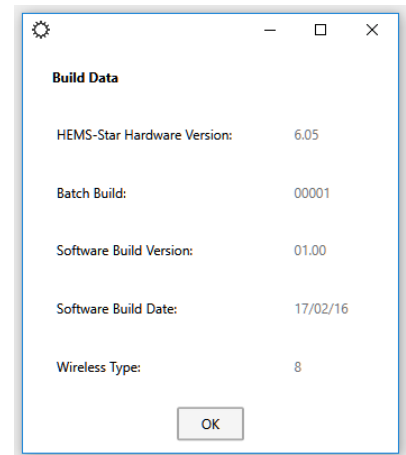 Build Data
HEMS-Star Hardware Version: 6.05
Batch Build: 00001
Software Build Version: 01.00
Software Build Date: 17/02/16
Wireless Type: 8
OK